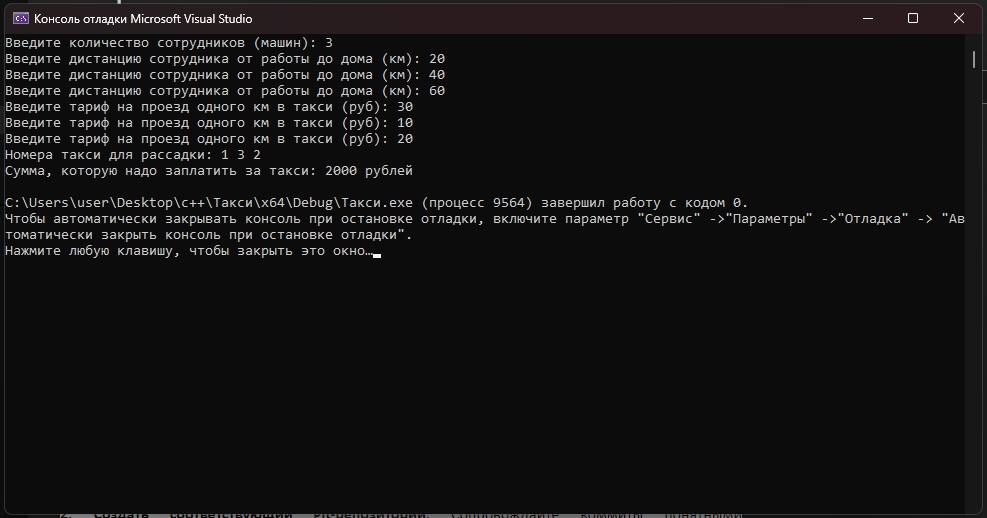 Консоль отладки Microsoft Visual Studio
Введите количество сотрудников (машин): 3
Введите дистанцию сотрудника от работы до дома (км): 20
Введите дистанцию сотрудника от работы до дома (км): 40
Введите дистанцию сотрудника от работы до дома (км): 60
Введите тариф на проезд одного км в такси (руб): 30
Введите тариф на проезд одного км в такси (руб): 10
Введите тариф на проезд одного км в такси (руб): 20
Номера такси для рассадки: 1 3 2
Сумма, которую надо заплатить за такси: 2000 рублей
C:\Users\user\Desktop\c++\Такси\x64\Debug\Такси.exe (процесс 9564) завершил работу с кодом 0.
Чтобы автоматически закрывать консоль при остановке отладки, включите параметр "Сервис" ->"Параметры" ->"Отладка" -> "Ав
томатически закрыть консоль при остановке отладки".
Нажмите любую клавишу, чтобы закрыть это окно…